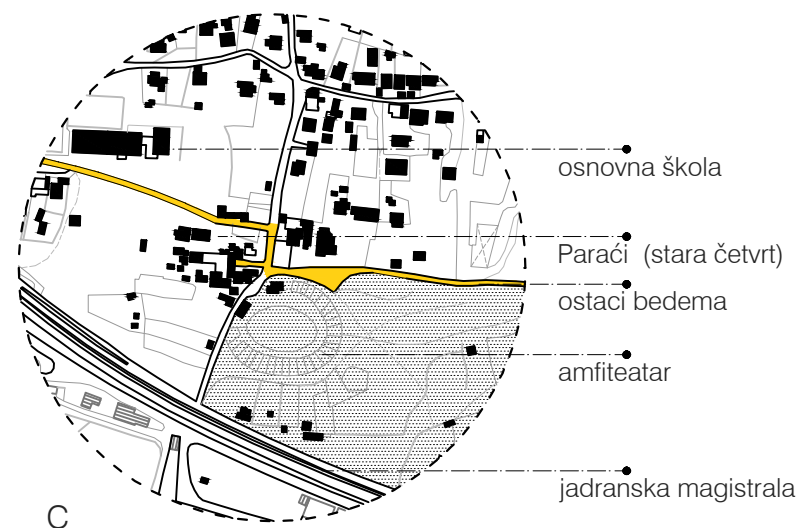 osnovna škola
Paraći (stara četvrt)
ostaci bedema
amfiteatar
jadranska magistrala
C